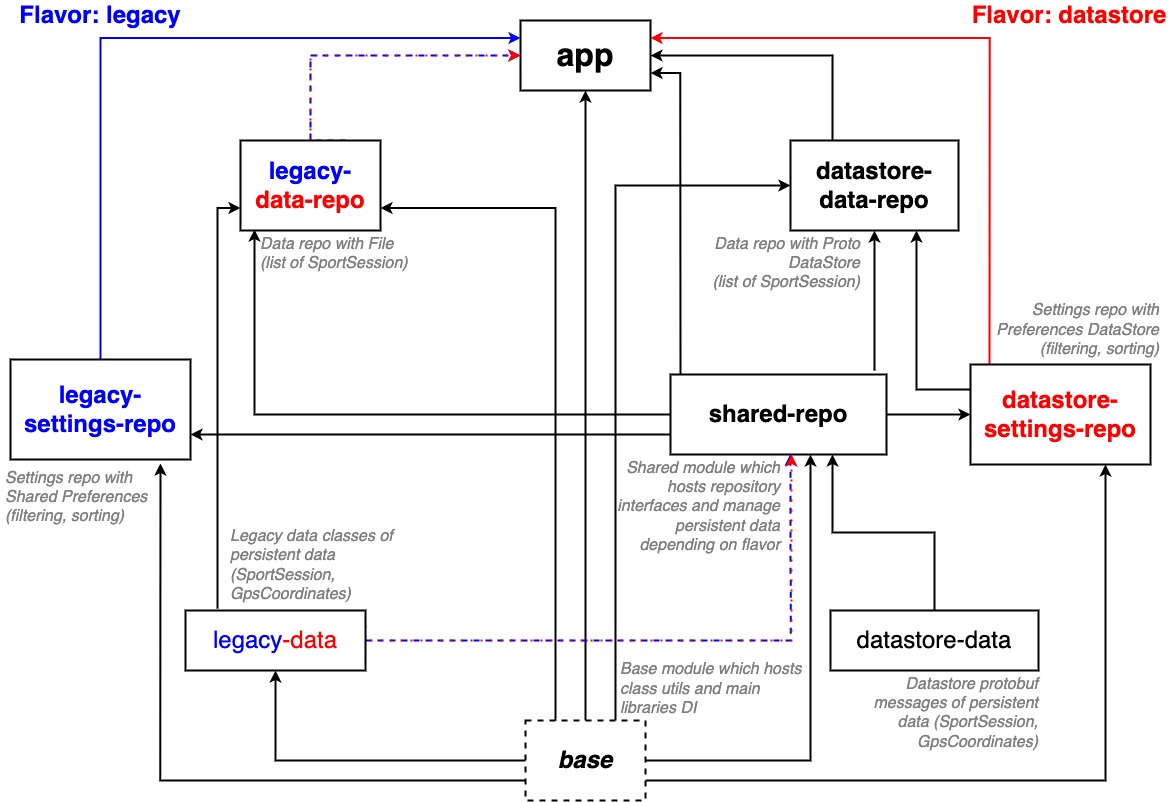 Flavor: legacy
Flavor: datastore
app
legacy-
data-repo
Data repo with File
(list of SportSession)
datastore-
data-repo
Data repo with Proto
DataStore
(list of SportSession)
Settings repo with
Preferences DataStore
(filtering, sorting)
legacy-
settings-repo
Settings repo with
Shared Preferences
(filtering, sorting)
shared-repo
Shared module which
hosts repository
interfaces and manage
persistent data
depending on flavor
datastore-
settings-repo
Legacy data classes of
persistent data
(SportSession,
GpsCoordinates)
legacy-data
datastore-data
Datastore protobuf
messages of persistent
data (SportSession,
GpsCoordinates)
Base module which hosts
class utils and main
libraries DI
base